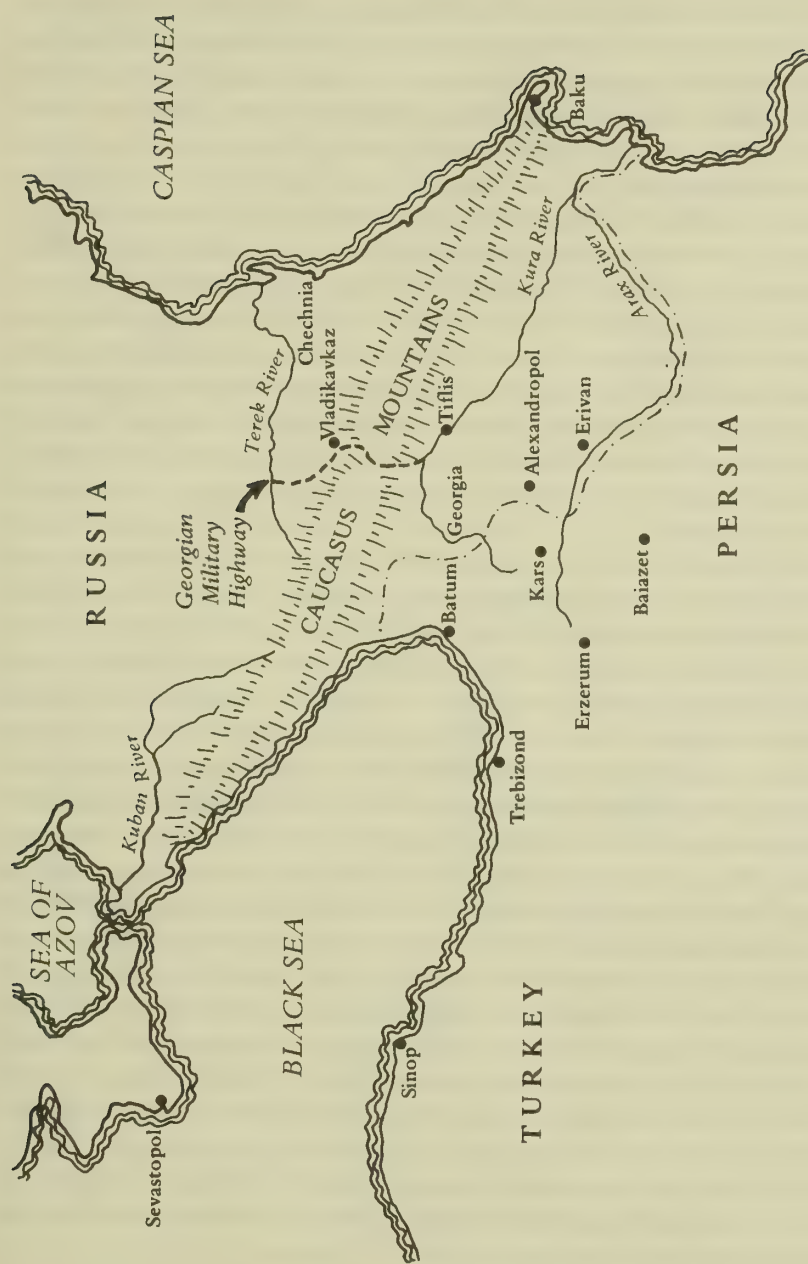 RUSSIA
CASPIAN SEA
SEA OF
AZOV
Kuban River
Georgian
Military
Highway
Terek River
Chechnia
Vladikavkaz
Sevastopol
BLACK SEA
CAUCASUS
MOUNTAINS
Baku
Tiflis
Kura River
Georgia
Batum
Alexandropol
Arax River
Sinop
Trebizond
Kars
Erivan
Erzerum
Baiazet
TURKEY
PERSIA